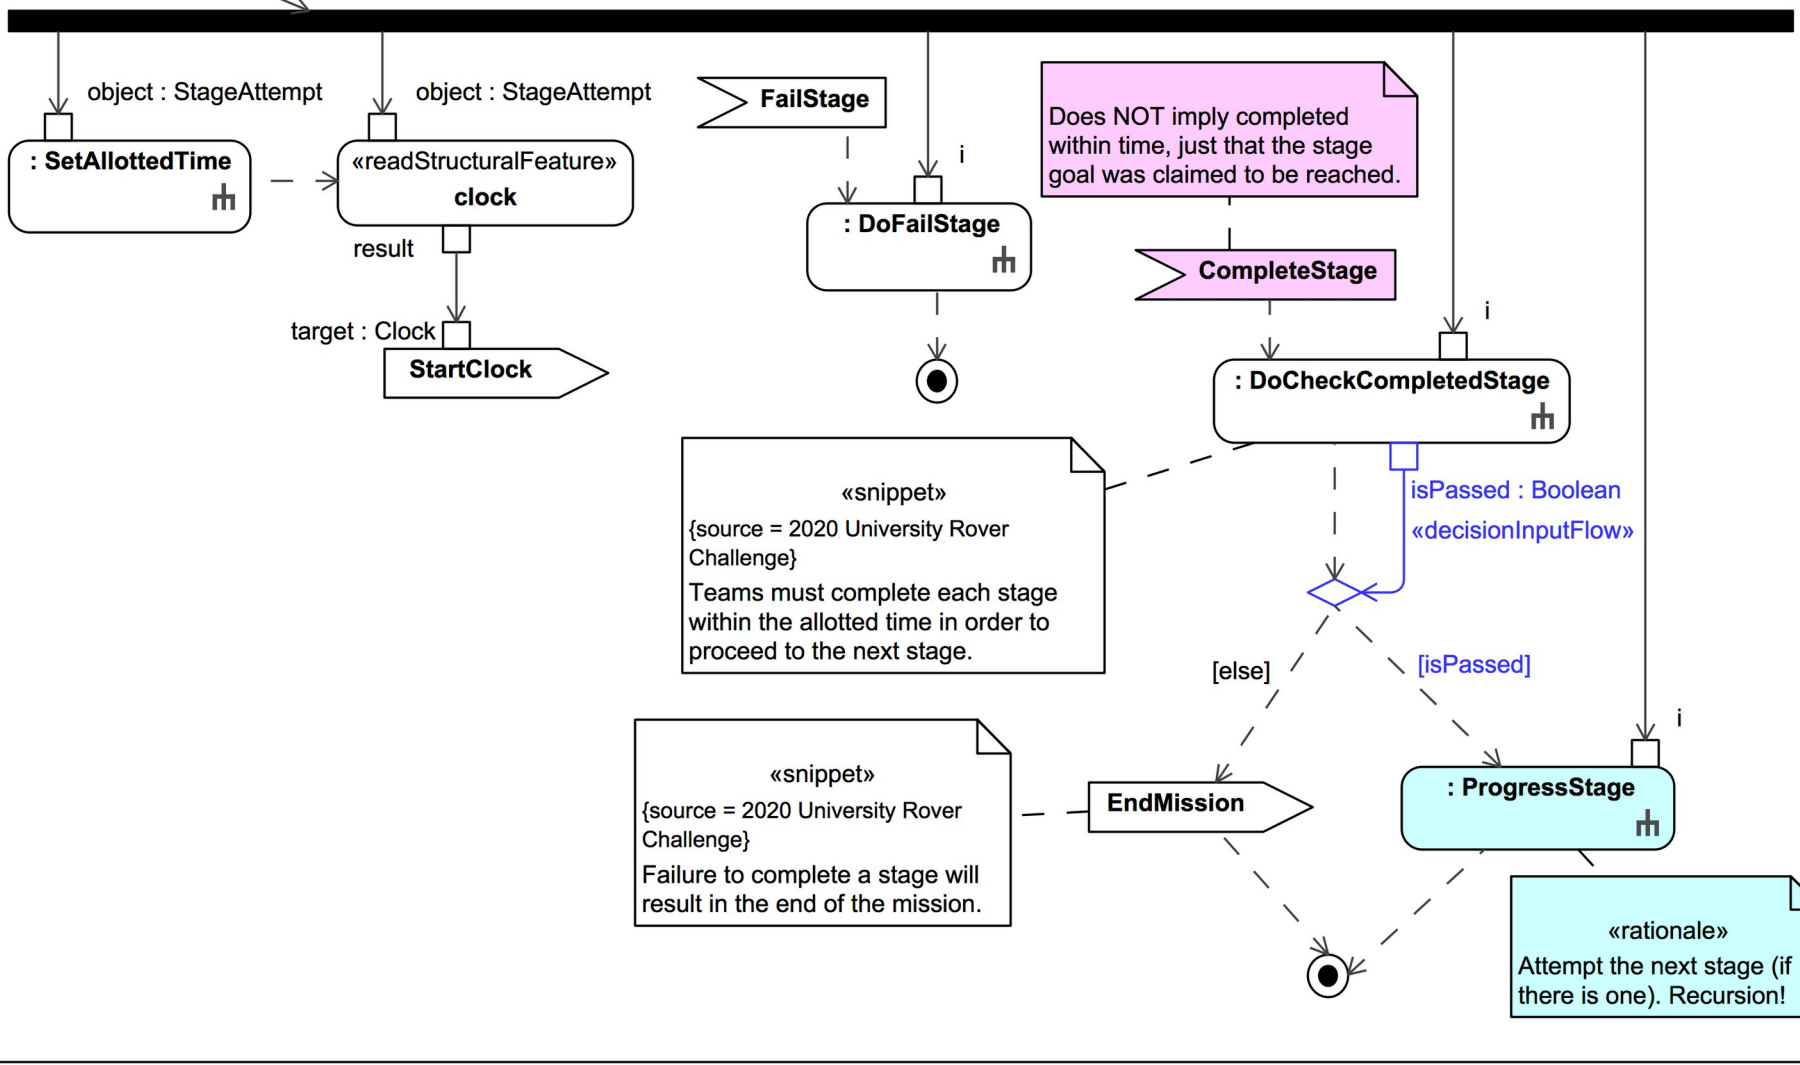 object : StageAttempt
object : StageAttempt
: SetAllottedTime
«readStructuralFeature»
clock
result
target : Clock
StartClock
FailStage
i
: DoFailStage
Does NOT imply completed
within time, just that the stage
goal was claimed to be reached.
CompleteStage
i
: DoCheckCompletedStage
isPassed : Boolean
«decisionInputFlow»
«snippet»
{source = 2020 University Rover
Challenge}
Teams must complete each stage
within the allotted time in order to
proceed to the next stage.
[else]
[isPassed]
i
«snippet»
{source = 2020 University Rover
Challenge}
Failure to complete a stage will
result in the end of the mission.
EndMission
: ProgressStage
«rationale»
Attempt the next stage (if
there is one). Recursion!